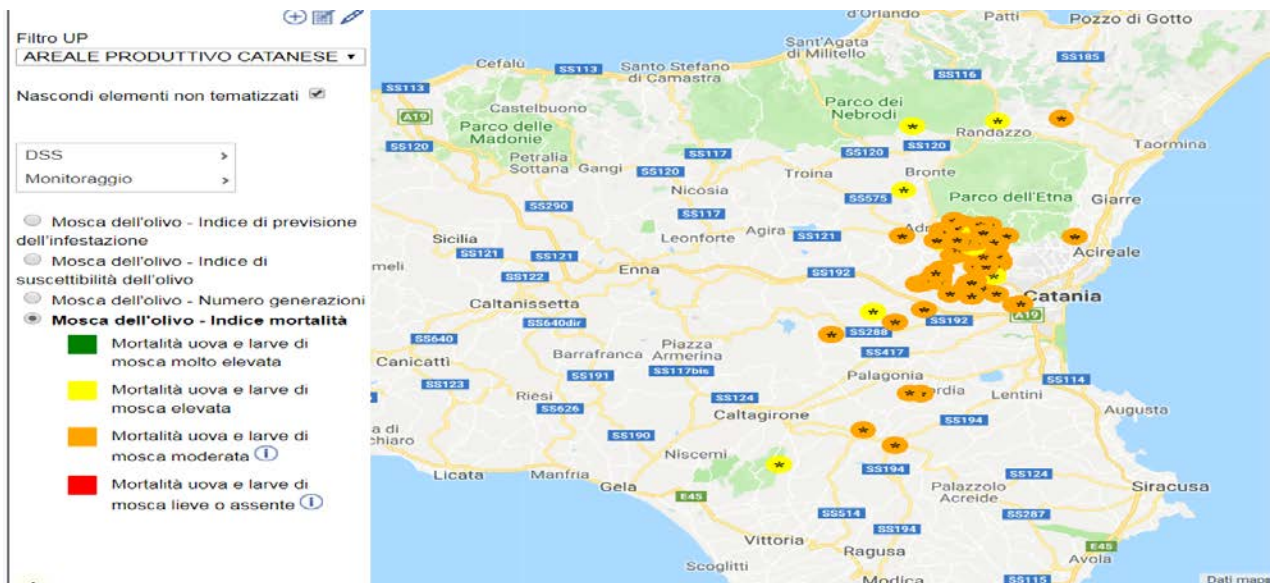 Filtro UP
AREALE PRODUTTIVO CATANESE
Nascondi elementi non tematizzati
DSS >
Monitoraggio >
Mosca dell'olivo - Indice di previsione
dell'infestazione
Mosca dell'olivo - Indice di
suscettibilità dell'olivo
Mosca dell'olivo - Numero generazioni
Mosca dell'olivo - Indice mortalità
Mortalità uova e larve di
mosca molto elevata
Mortalità uova e larve di
mosca elevata
Mortalità uova e larve di
mosca moderata
Mortalità uova e larve di
mosca lieve o assente
d'Orlando
Patti
Pozzo di Gotto
Sant'Agata
di Militello
SS185
Cefalù
SS113
Santo Stefano
di Camastra
SS116
SS113
Castelbuono
Parco dei
Nebrodi
A19
Parco delle
Madonie
Randazzo
Taormina
SS120
SS117
SS120
SS120
Petralia
Sottana
Gangi
SS120
Troina
Bronte
Nicosia
SS575
Parco dell'Etna
Giarre
SS290
SS117
Sicilia
Leonforte
Agira
SS121
Acireale
SS121
SS121
meli
SS122
Enna
SS192
Caltanissetta
Catania
A19
SS640dir
SS288
SS192
SS640
Piazza
Armerina
SS417
Canicattì
Barrafranca
SS117bis
SS123
SS191
Palagonia
SS114
Riesi
SS124
Lentini
SS626
Caltagirone
SS194
Augusta
a di
chiaro
SS190
Niscemi
Licata
Manfria
Gela
SS194
SS124
Palazzolo
Acreide
Siracusa
E45
SS514
SS287
SS194
Vittoria
E45
Ragusa
Avola
Scoglitti
Modica
SS115
Dati mapp